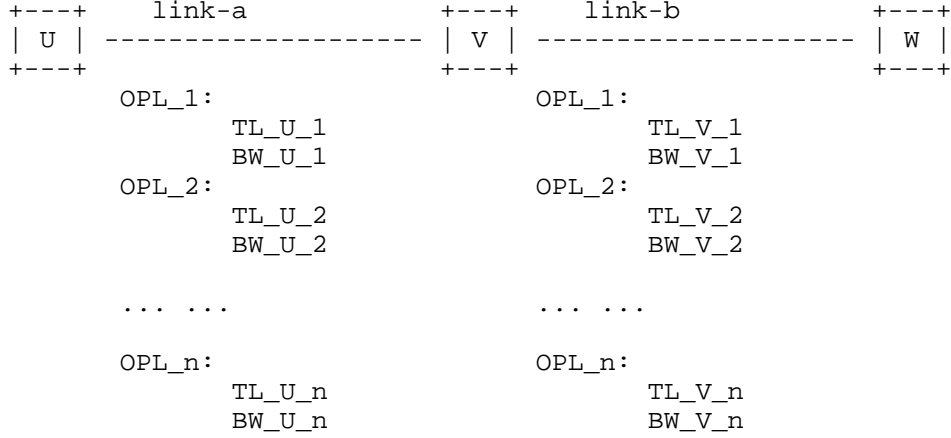 +---+    link-a          +---+    link-b          +---+
| U | -------------------- | V | -------------------- | W |
+---+                    +---+                    +---+
OPL_1:                    OPL_1:
TL_U_1                    TL_V_1
BW_U_1                    BW_V_1
OPL_2:                    OPL_2:
TL_U_2                    TL_V_2
BW_U_2                    BW_V_2
... ...                    ... ...
OPL_n:                    OPL_n:
TL_U_n                    TL_V_n
BW_U_n                    BW_V_n